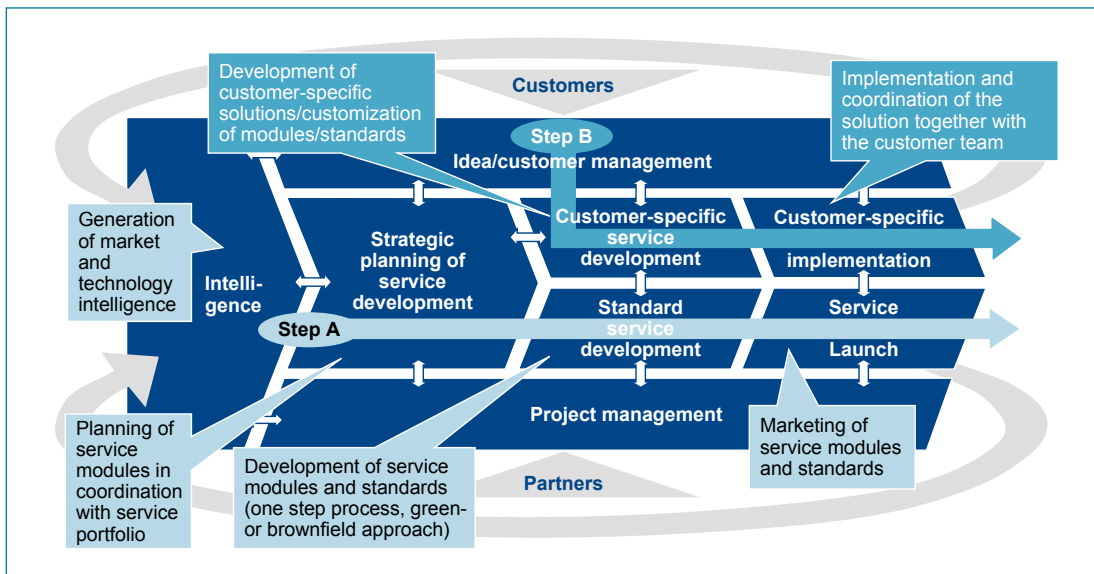 Development of
customer-specific
solutions/customization
of modules/standards
Customers
Implementation and
coordination of the
solution together with
the customer team
Step B
Idea/customer management
Generation
of market
and
technology
intelligence
Intelli-
gence
Strategic
planning of
service
development
Customer-specific
service
development
Customer-specific
implementation
Step A
Standard
service
development
Service
Launch
Project management
Planning of
service
modules in
coordination
with service
portfolio
Development of service
modules and standards
(one step process, green-
or brownfield approach)
Partners
Marketing of
service modules
and standards